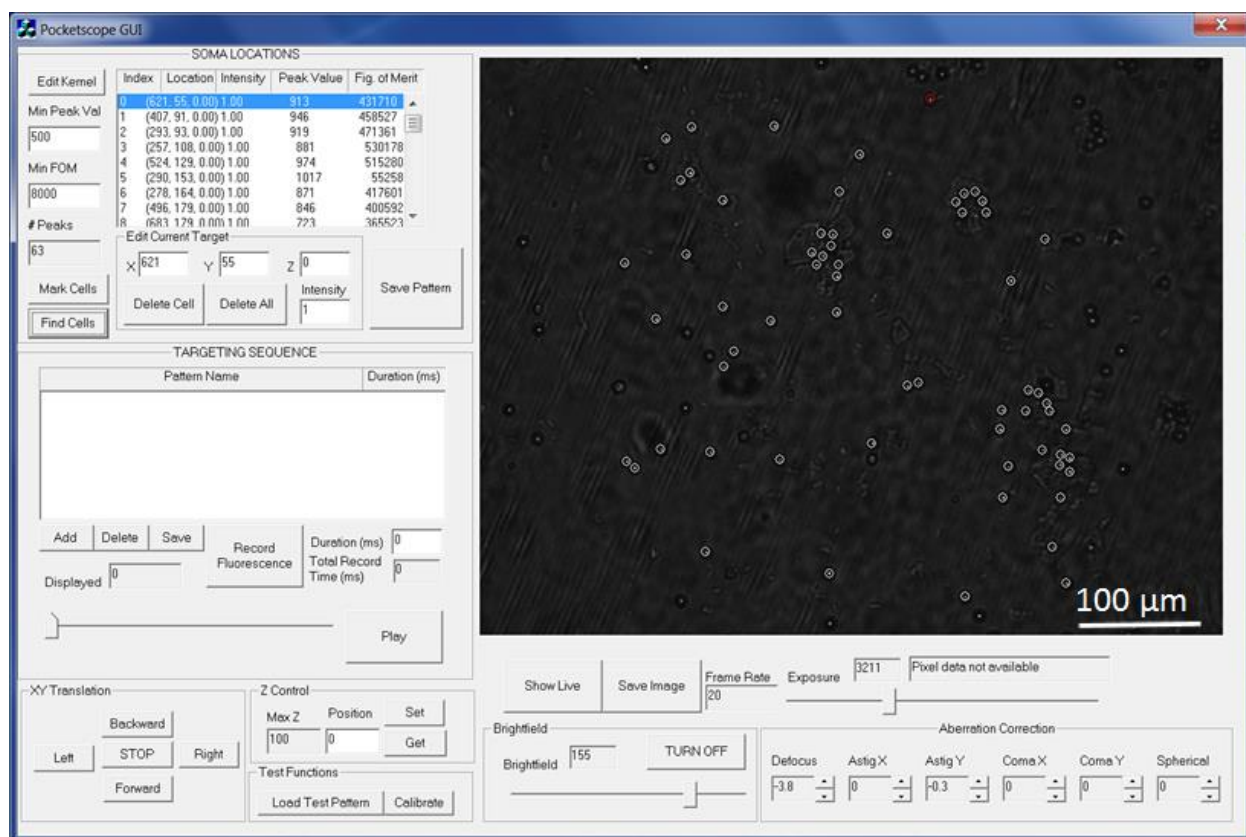 Pocketscope GUI
X
SOMA LOCATIONS
Edit Kernel
Min Peak Val
500
Min FOM
8000
# Peaks
63
Mark Cells
Find Cells
Index Location Intensity Peak Value Fig. of Merit
0 (621, 55, 0.00) 1.00 913 431710
1 (407, 91, 0.00) 1.00 946 458527
2 (293, 93, 0.00) 1.00 919 471361
3 (257, 108, 0.00) 1.00 881 530178
4 (524, 129, 0.00) 1.00 974 515280
5 (290, 153, 0.00) 1.00 1017 55258
6 (278, 164, 0.00) 1.00 871 417601
7 (496, 179, 0.00) 1.00 846 400592
8 (683, 179, 0.00) 1.00 723 365523
Edit Current Target
X 621 Y 55 Z 0
Delete Cell Delete All Intensity
1
Save Pattern
TARGETING SEQUENCE
Pattern Name Duration (ms)
Add Delete Save
Record Fluorescence
Duration (ms) 0
Total Record Time (ms) 0
Displayed 0
Play
100 µm
XY Translation
Backward
Left STOP Right
Forward
Z Control
Max Z Position Set
100 0 Get
Test Functions
Load Test Pattern Calibrate
Show Live Save Image
Frame Rate
20
Exposure 3211 Pixel data not available
Brightfield
Brightfield 155 TURN OFF
Aberration Correction
Defocus Astig X Astig Y Coma X Coma Y Spherical
-3.8 0 -0.3 0 0 0